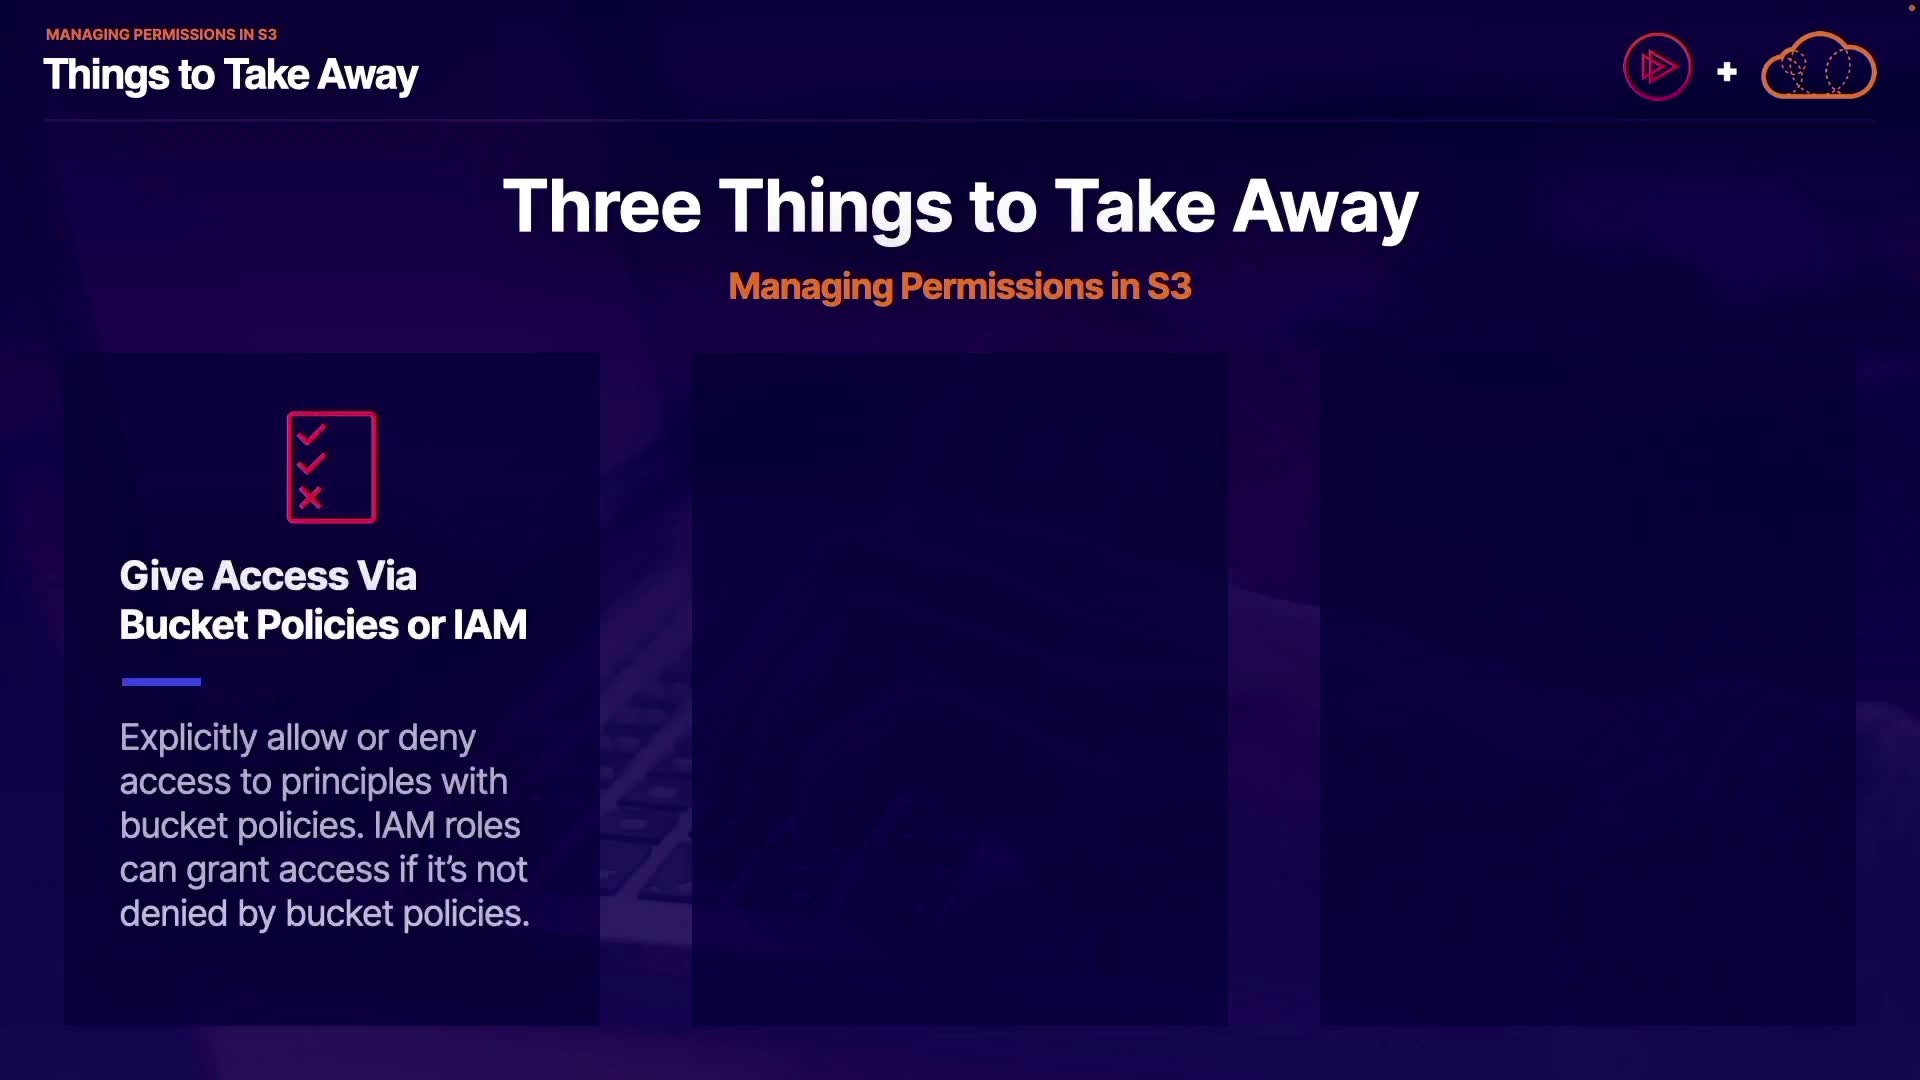 MANAGING PERMISSIONS IN S3
Things to Take Away
Three Things to Take Away
Managing Permissions in S3
Give Access Via
Bucket Policies or IAM
Explicitly allow or deny
access to principles with
bucket policies. IAM roles
can grant access if it’s not
denied by bucket policies.